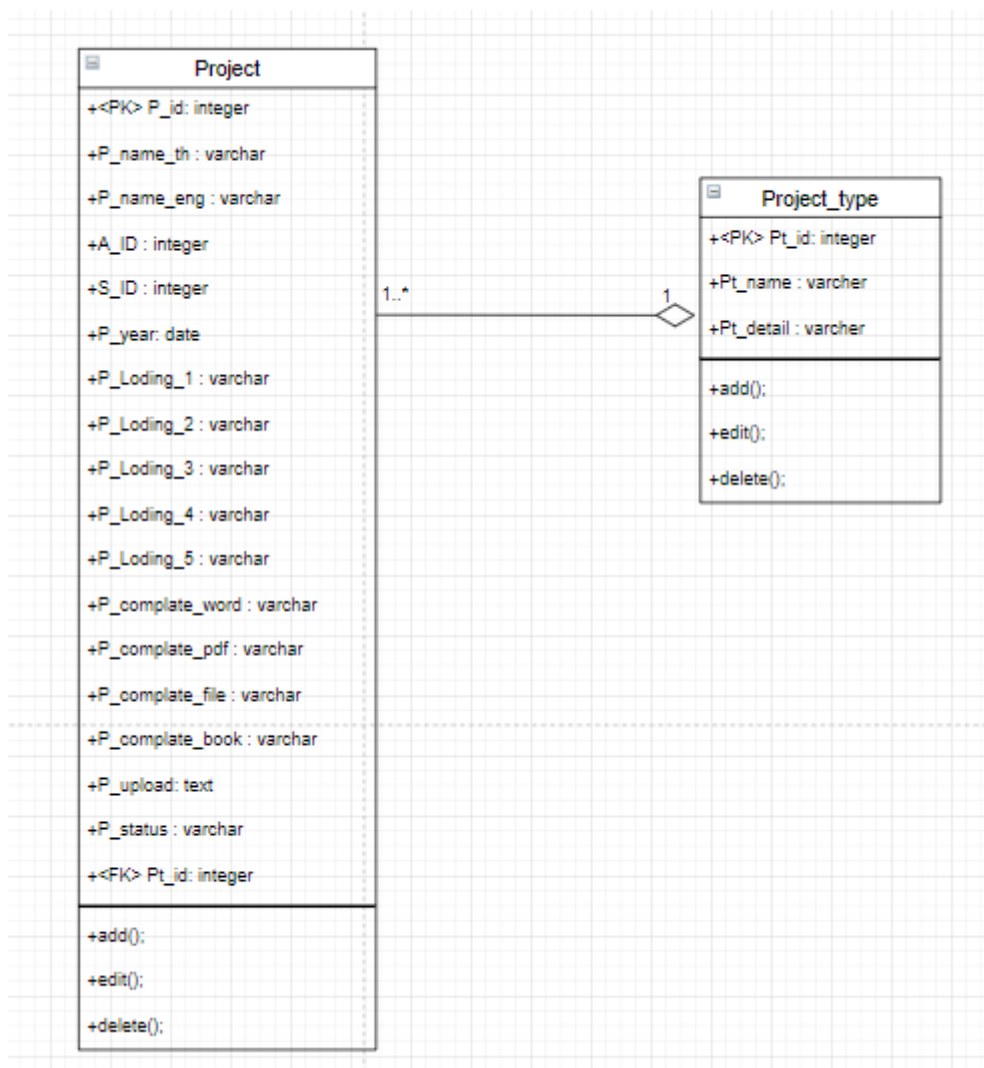 Project
+<PK> P_id: integer
+P_name_th : varchar
+P_name_eng : varchar
+A_ID : integer
+S_ID : integer
+P_year: date
+P_Loding_1 : varchar
+P_Loding_2 : varchar
+P_Loding_3 : varchar
+P_Loding_4 : varchar
+P_Loding_5 : varchar
+P_complate_word : varchar
+P_complate_pdf : varchar
+P_complate_file : varchar
+P_complate_book : varchar
+P_upload: text
+P_status : varchar
+<FK> Pt_id: integer
+add();
+edit();
+delete();
1..*
1
Project_type
+<PK> Pt_id: integer
+Pt_name : varcher
+Pt_detail : varcher
+add();
+edit();
+delete();